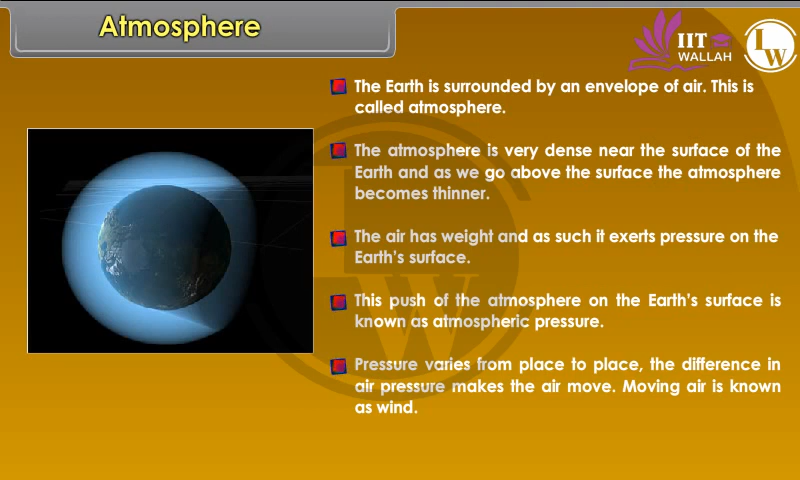 Atmosphere
IIT
WALLAH
LW
The Earth is surrounded by an envelope of air. This is
called atmosphere.
The atmosphere is very dense near the surface of the
Earth and as we go above the surface the atmosphere
becomes thinner.
The air has weight and as such it exerts pressure on the
Earth's surface.
This push of the atmosphere on the Earth's surface is
known as atmospheric pressure.
Pressure varies from place to place, the difference in
air pressure makes the air move. Moving air is known
as wind.
LW